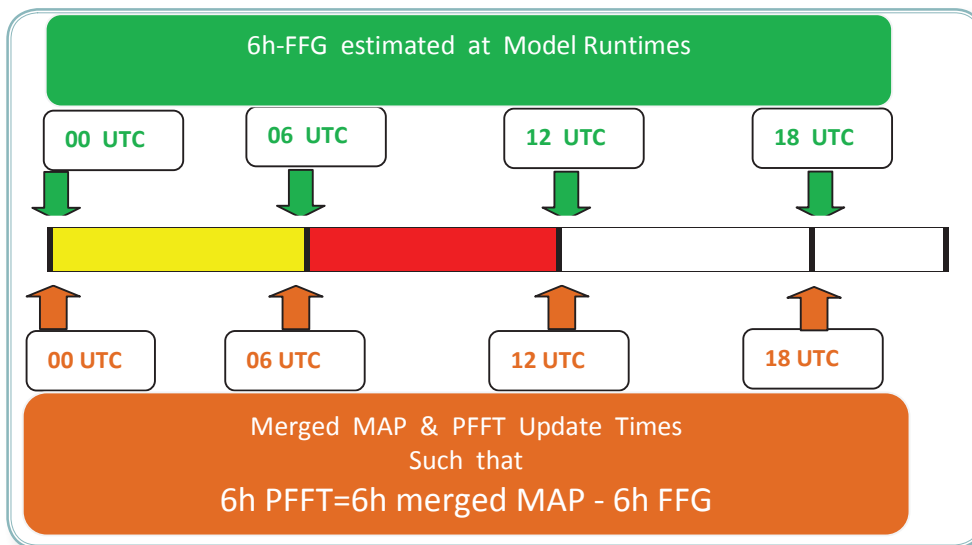 6h-FFG estimated at Model Runtimes
00 UTC
06 UTC
12 UTC
18 UTC
00 UTC
06 UTC
12 UTC
18 UTC
Merged MAP & PFFT Update Times
Such that
6h PFFT=6h merged MAP - 6h FFG